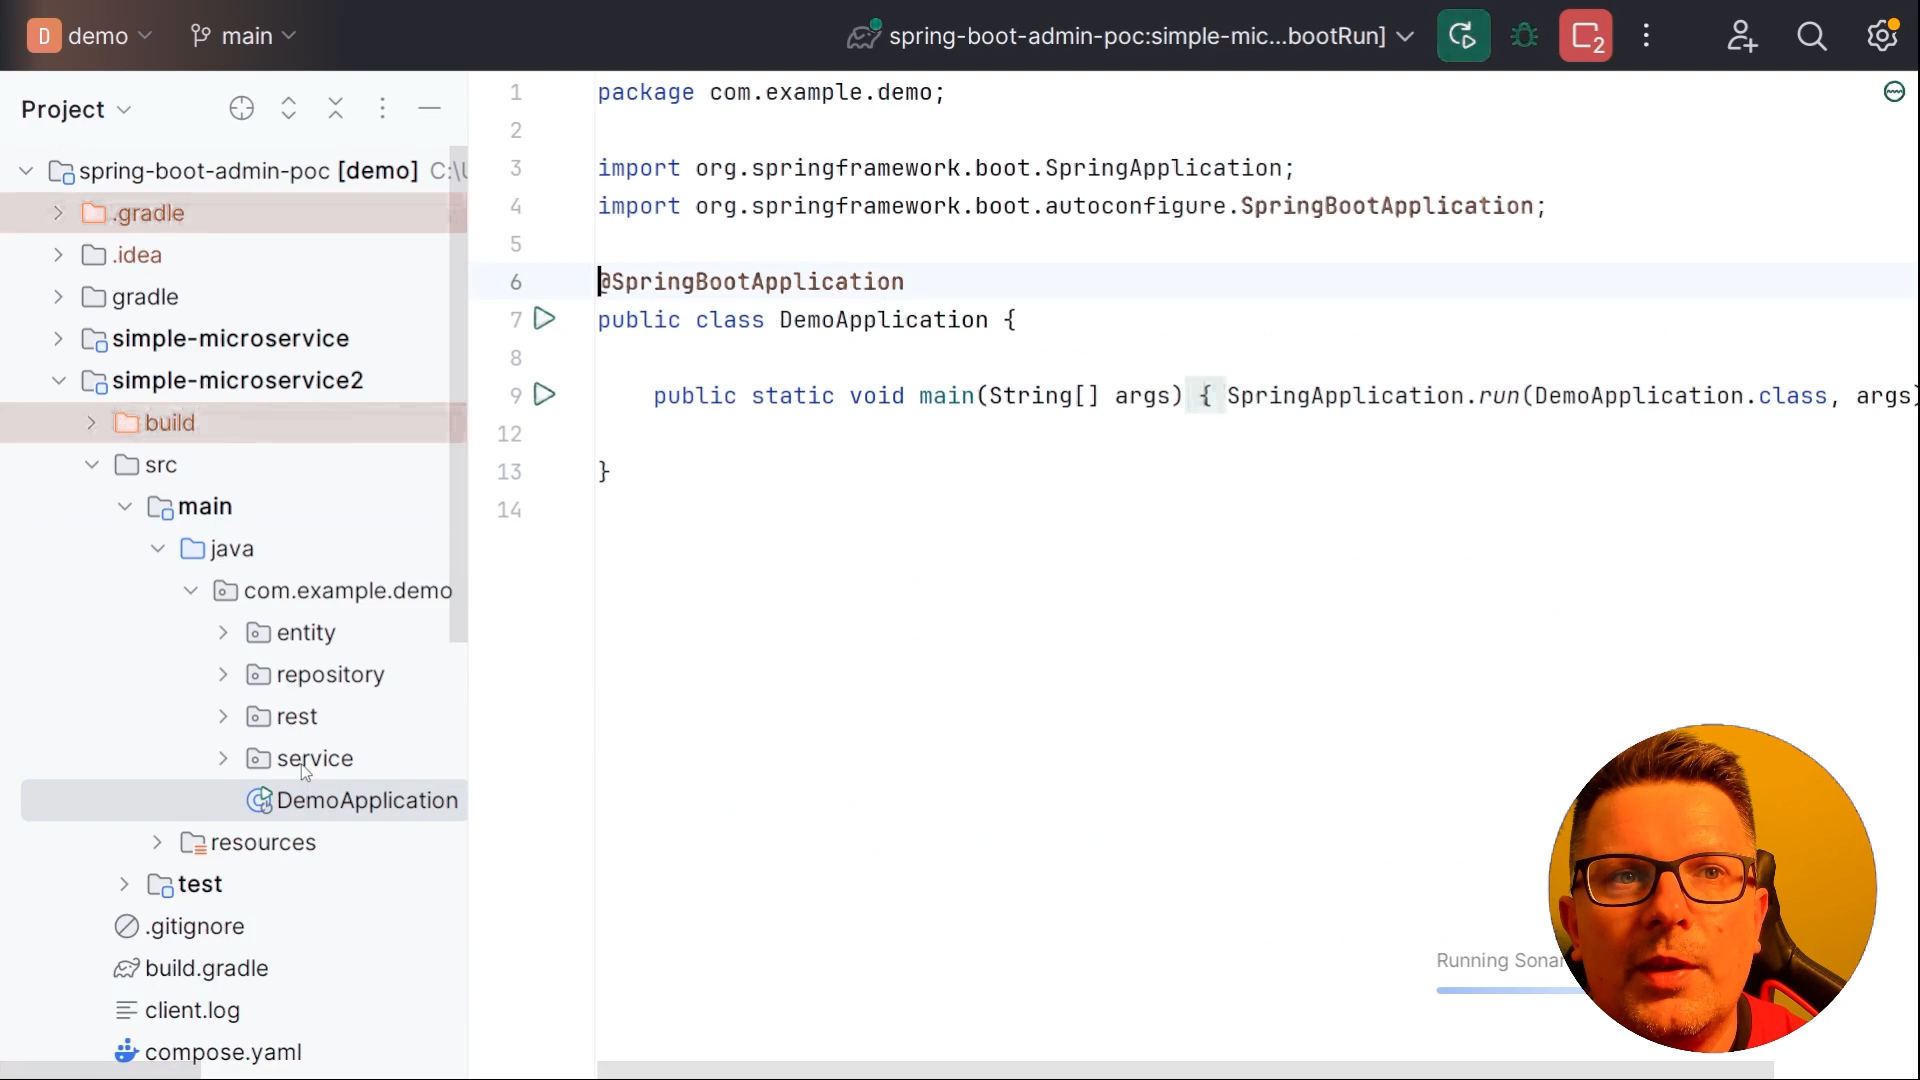 D demo main spring-boot-admin-poc:simple-mic...bootRun] 2
Project
spring-boot-admin-poc [demo] C:\
.gradle
.idea
gradle
simple-microservice
simple-microservice2
build
src
main
java
com.example.demo
entity
repository
rest
service
DemoApplication
resources
test
.gitignore
build.gradle
client.log
compose.yaml
1 package com.example.demo;
2
3 import org.springframework.boot.SpringApplication;
4 import org.springframework.boot.autoconfigure.SpringBootApplication;
5
6 @SpringBootApplication
7 public class DemoApplication {
8
9 public static void main(String[] args) { SpringApplication.run(DemoApplication.class, args)
12
13 }
14
Running Sonar